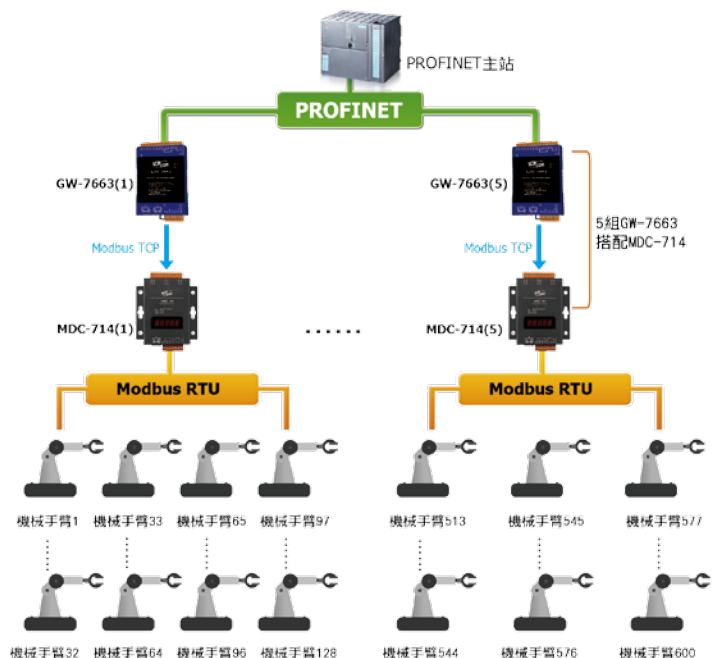 PROFINET主站
PROFINET
GW-7663(1)
GW-7663(5)
5組GW-7663
搭配MDC-714
Modbus TCP
Modbus TCP
MDC-714(1)
......
MDC-714(5)
Modbus RTU
Modbus RTU
機械手臂1
機械手臂33
機械手臂65
機械手臂97
機械手臂513
機械手臂545
機械手臂577
機械手臂32
機械手臂64
機械手臂96
機械手臂128
機械手臂544
機械手臂576
機械手臂600